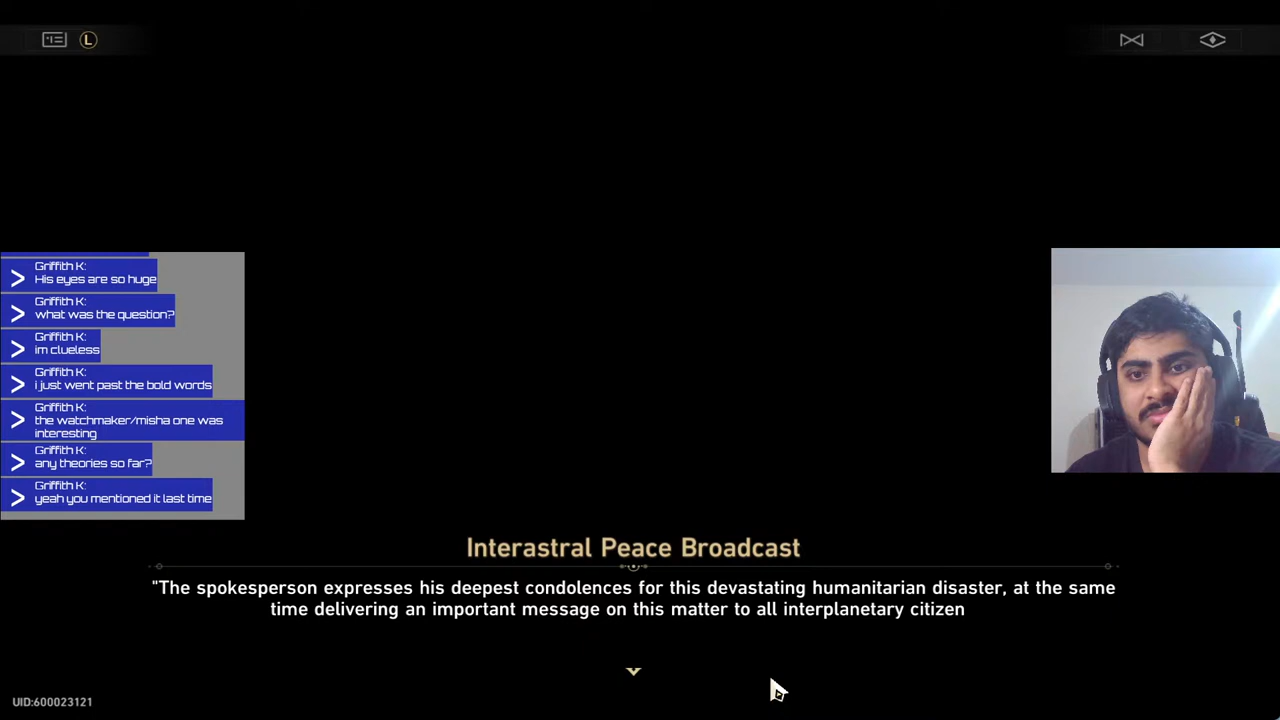 L
Griffith K:
His eyes are so huge
Griffith K:
what was the question?
Griffith K:
im clueless
Griffith K:
i just went past the bold words
Griffith K:
the watchmaker/misha one was
interesting
Griffith K:
any theories so far?
Griffith K:
yeah you mentioned it last time
Interastral Peace Broadcast
"The spokesperson expresses his deepest condolences for this devastating humanitarian disaster, at the same
time delivering an important message on this matter to all interplanetary citizen
UID:600023121